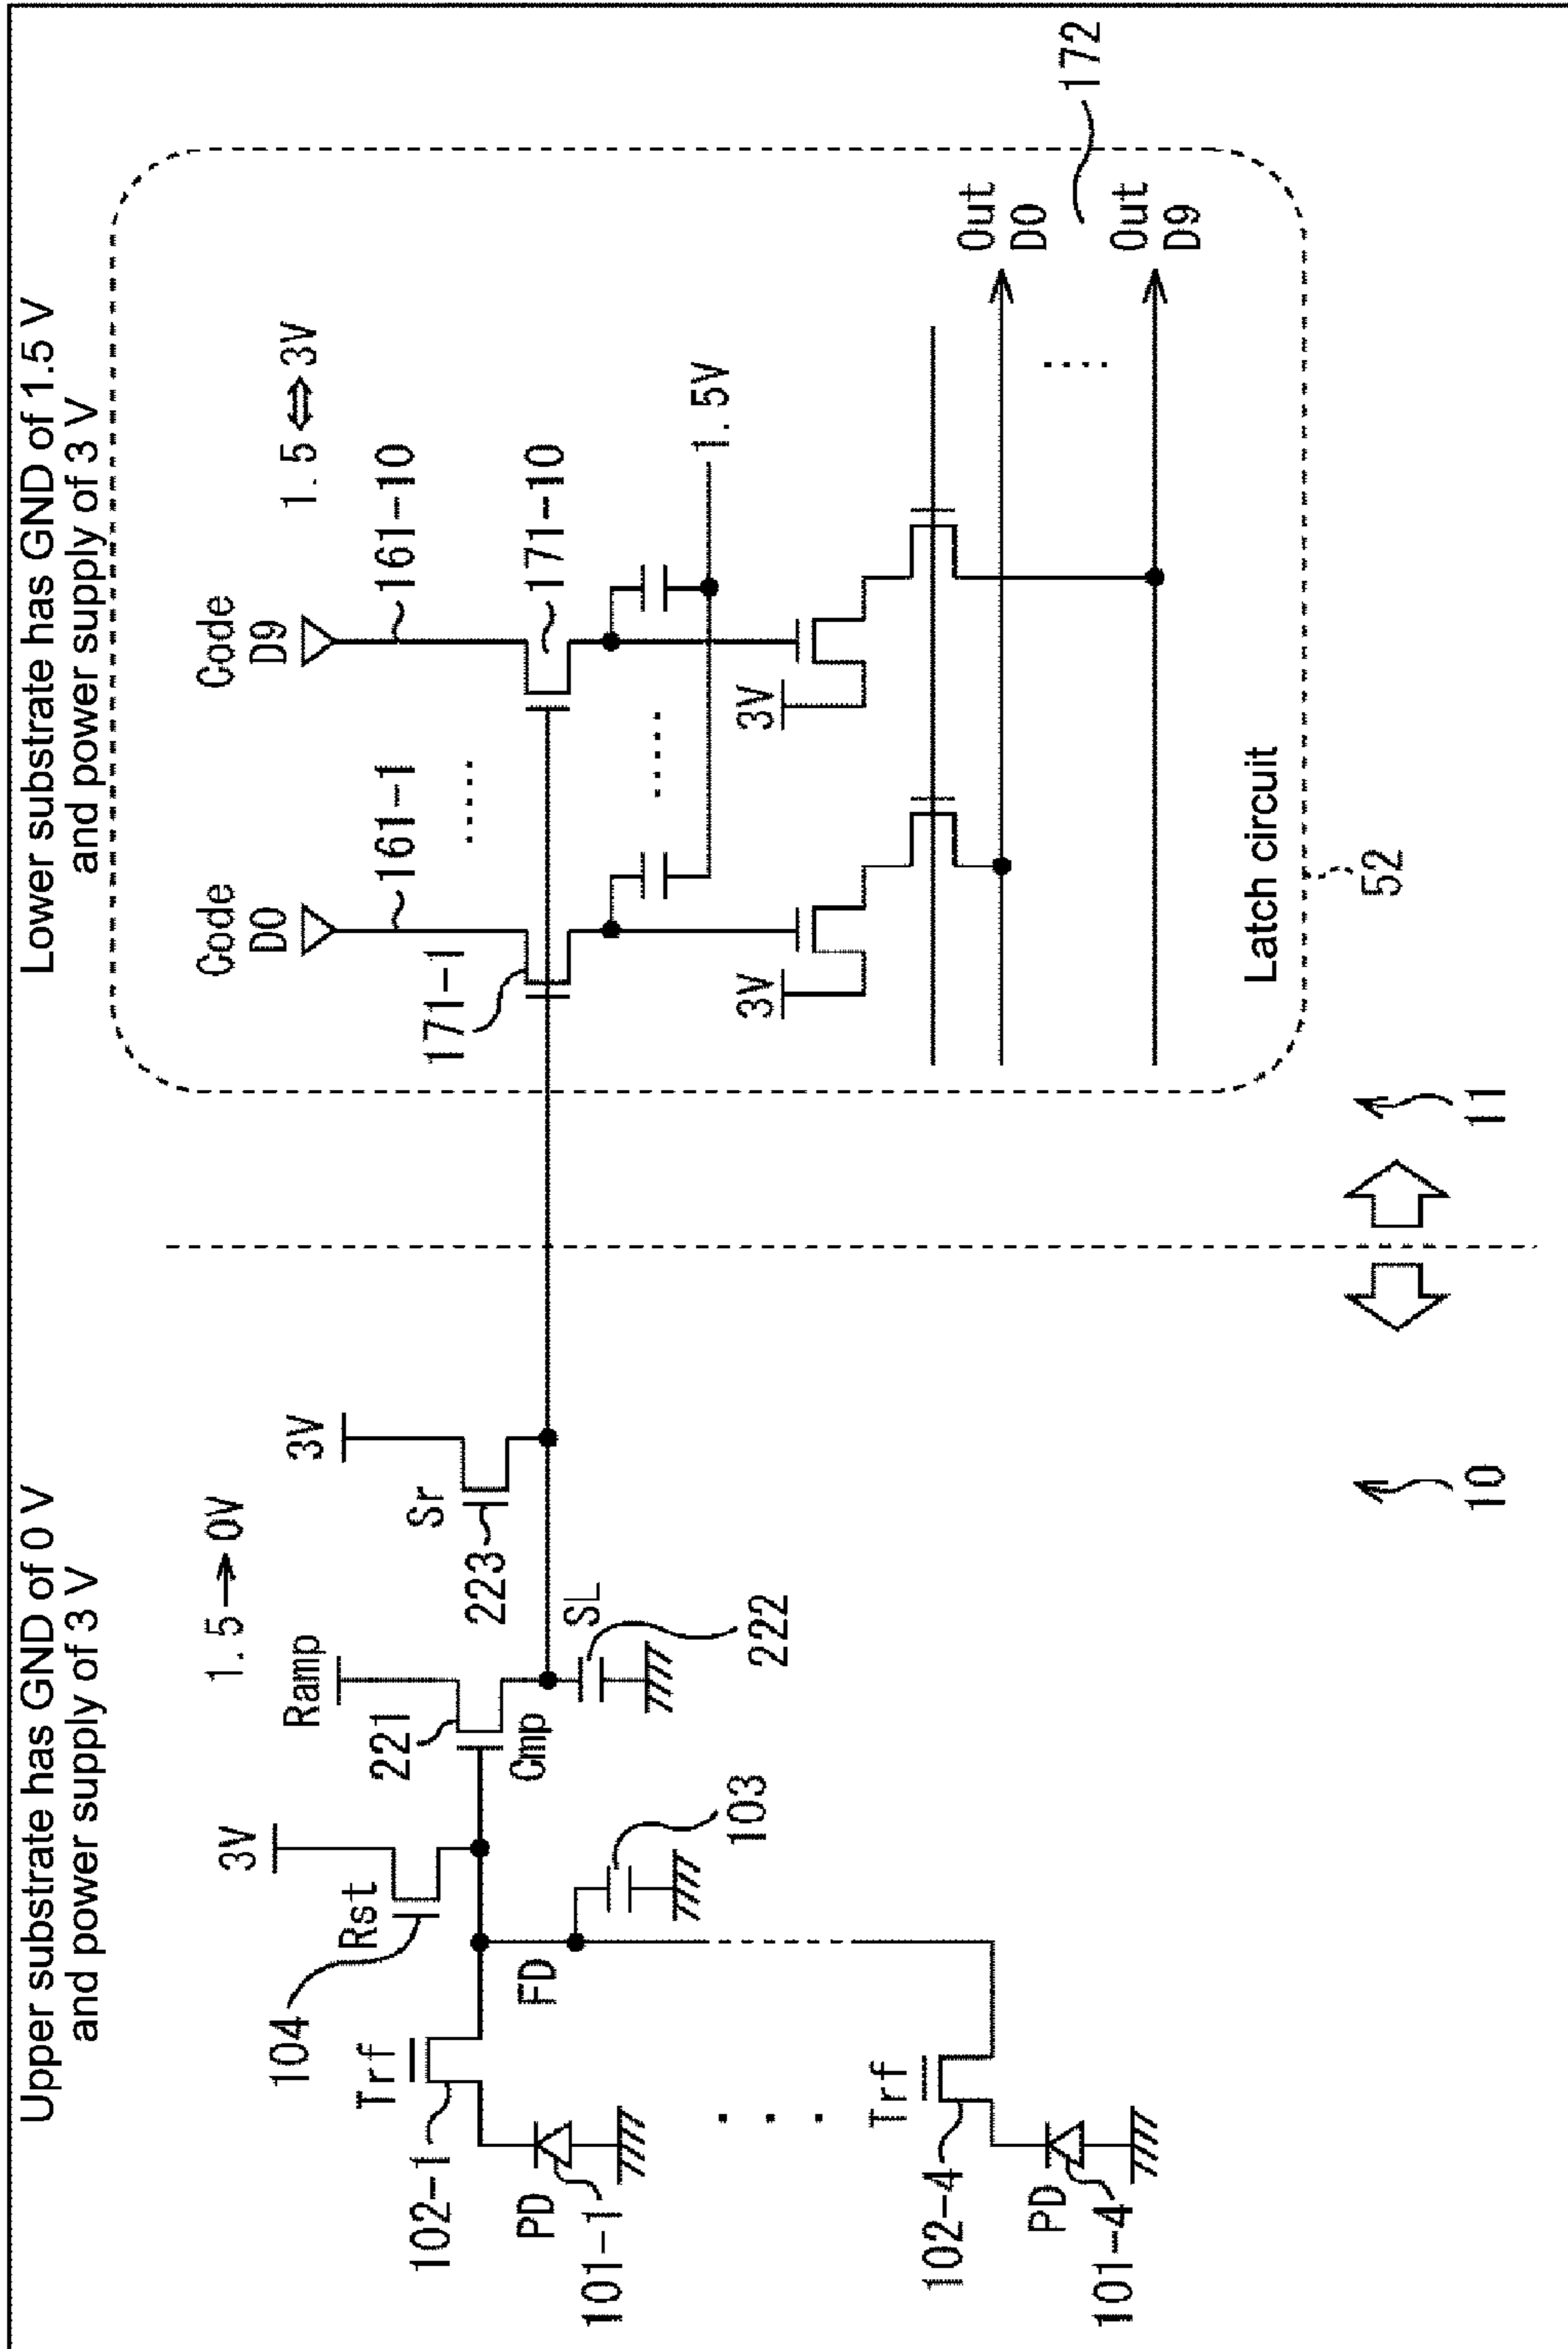 Upper substrate has GND of 0 V
and power supply of 3 V
Lower substrate has GND of 1.5 V
and power supply of 3 V
1.5→0V
Ramp
3V
3V
104
Rst
221
Cmp
Sr
223
SL
222
Trf
102-1
FD
103
PD
101-1
. . .
Trf
102-4
PD
101-4
10
11
Code
D0
Code
D9
1.5⇔3V
161-1
161-10
.....
171-1
171-10
.....
1.5V
3V
3V
Out
D0
....
Out
D9
172
Latch circuit
52